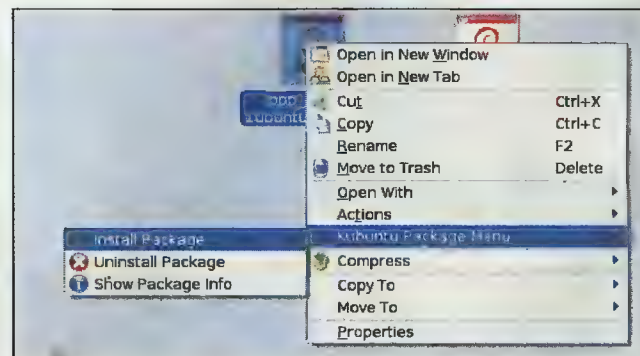 Open in New Window
Open in New Tab
Cut Ctrl+X
Copy Ctrl+C
Rename F2
Move to Trash Delete
Open With
Actions
Kubuntu Package Menu
Install Package
Uninstall Package
Show Package Info
Compress
Copy To
Move To
Properties